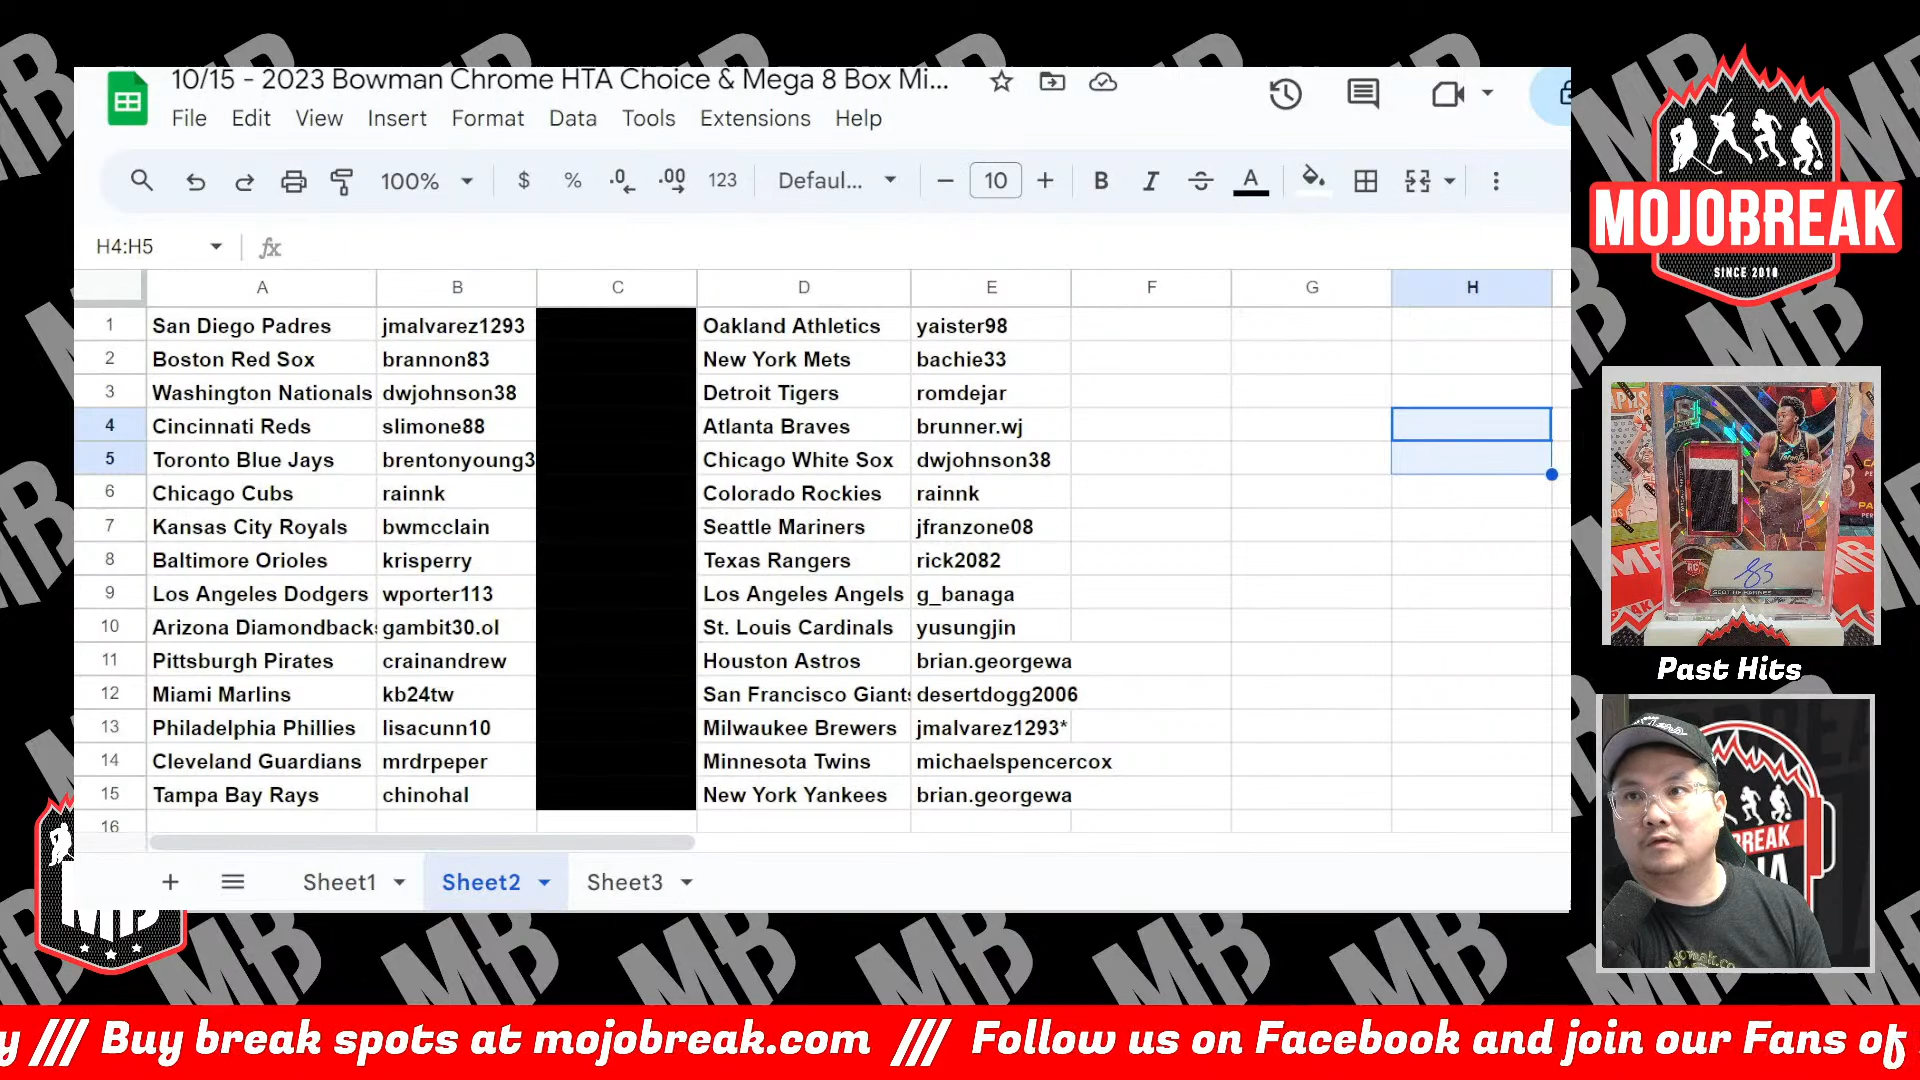 10/15 - 2023 Bowman Chrome HTA Choice & Mega 8 Box Mi...
File Edit View Insert Format Data Tools Extensions Help
100% $ % .0 .00 123 Defaul... 10 B I A
H4:H5 fx
A B C D E F G H
1 San Diego Padres jmalvarez1293 Oakland Athletics yaister98
2 Boston Red Sox brannon83 New York Mets bachie33
3 Washington Nationals dwjohnson38 Detroit Tigers romdejar
4 Cincinnati Reds slimone88 Atlanta Braves brunner.wj
5 Toronto Blue Jays brentonyoung3 Chicago White Sox dwjohnson38
6 Chicago Cubs rainnk Colorado Rockies rainnk
7 Kansas City Royals bwmcclain Seattle Mariners jfranzone08
8 Baltimore Orioles krisperry Texas Rangers rick2082
9 Los Angeles Dodgers wporter113 Los Angeles Angels g_banaga
10 Arizona Diamondbacks gambit30.ol St. Louis Cardinals yusungjin
11 Pittsburgh Pirates crainandrew Houston Astros brian.georgewa
12 Miami Marlins kb24tw San Francisco Giants desertdogg2006
13 Philadelphia Phillies lisacunn10 Milwaukee Brewers jmalvarez1293*
14 Cleveland Guardians mrdrpeper Minnesota Twins michaelspencercox
15 Tampa Bay Rays chinohal New York Yankees brian.georgewa
16
Sheet1 Sheet2 Sheet3
MOJOBREAK
SINCE 2010
Past Hits
MB
y /// Buy break spots at mojobreak.com /// Follow us on Facebook and join our Fans of